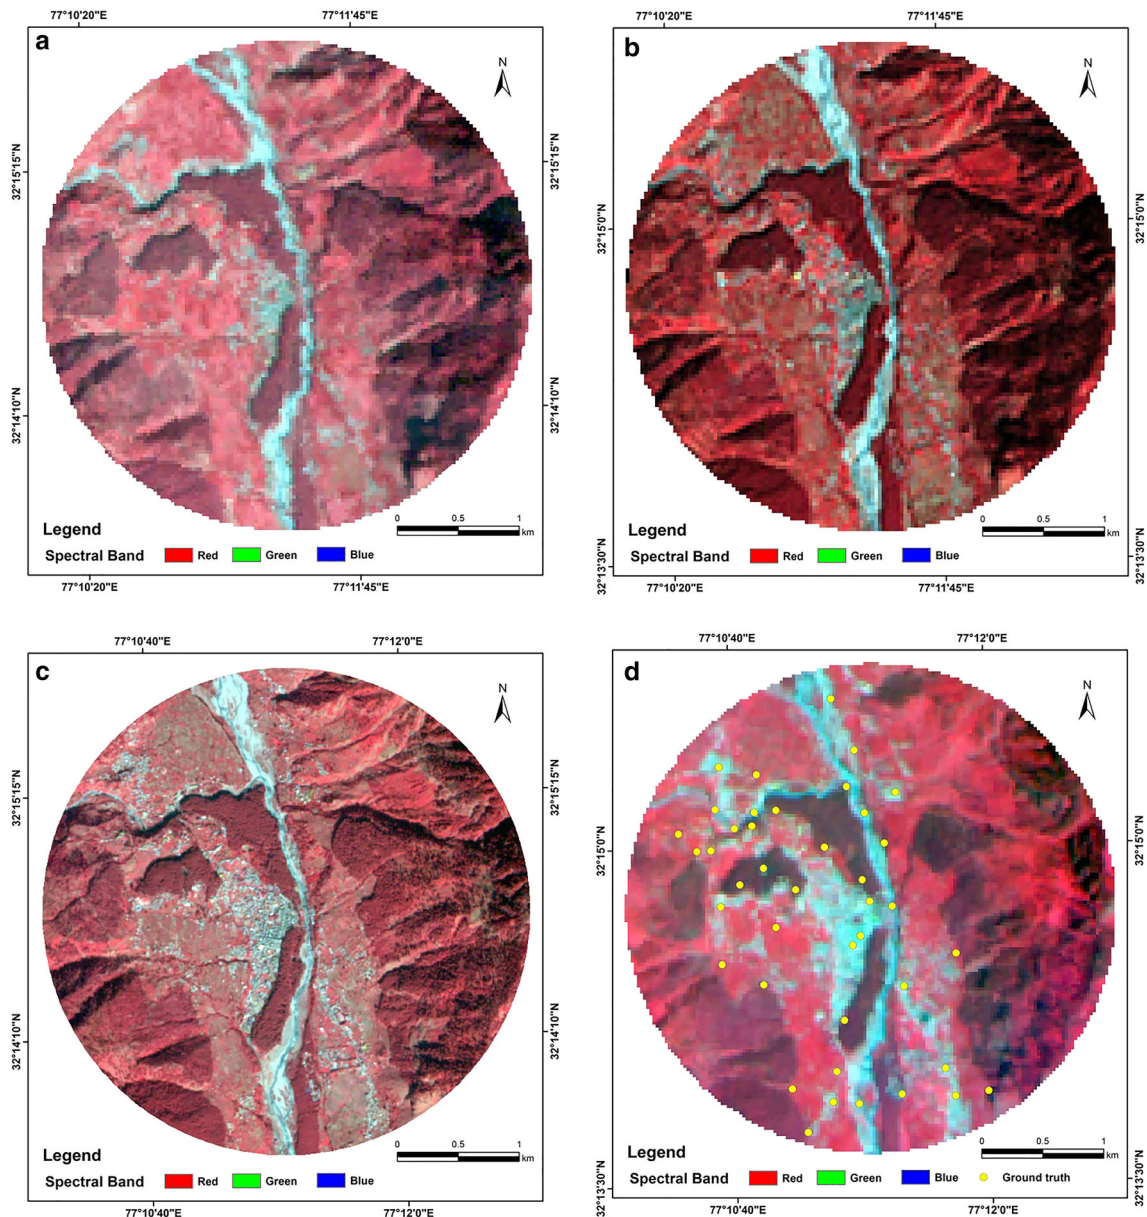 77°10'20"E 77°11'45"E
a
N
32°15'15"N 32°15'15"N
32°14'10"N 32°14'10"N
Legend
0 0.5 1
km
Spectral Band Red Green Blue
77°10'20"E 77°11'45"E
77°10'20"E 77°11'45"E
b
N
32°15'0"N 32°15'0"N
Legend
0 0.5 1
km
Spectral Band Red Green Blue
32°13'30"N 32°13'30"N
77°10'20"E 77°11'45"E
77°10'40"E 77°12'0"E
c
N
32°15'15"N 32°15'15"N
32°14'10"N 32°14'10"N
Legend
0 0.5 1
km
Spectral Band Red Green Blue
77°10'40"E 77°12'0"E
77°10'40"E 77°12'0"E
d
N
32°15'0"N 32°15'0"N
Legend
0 0.5 1
km
Spectral Band Red Green Blue Ground truth
32°13'30"N 32°13'30"N
77°10'40"E 77°12'0"E